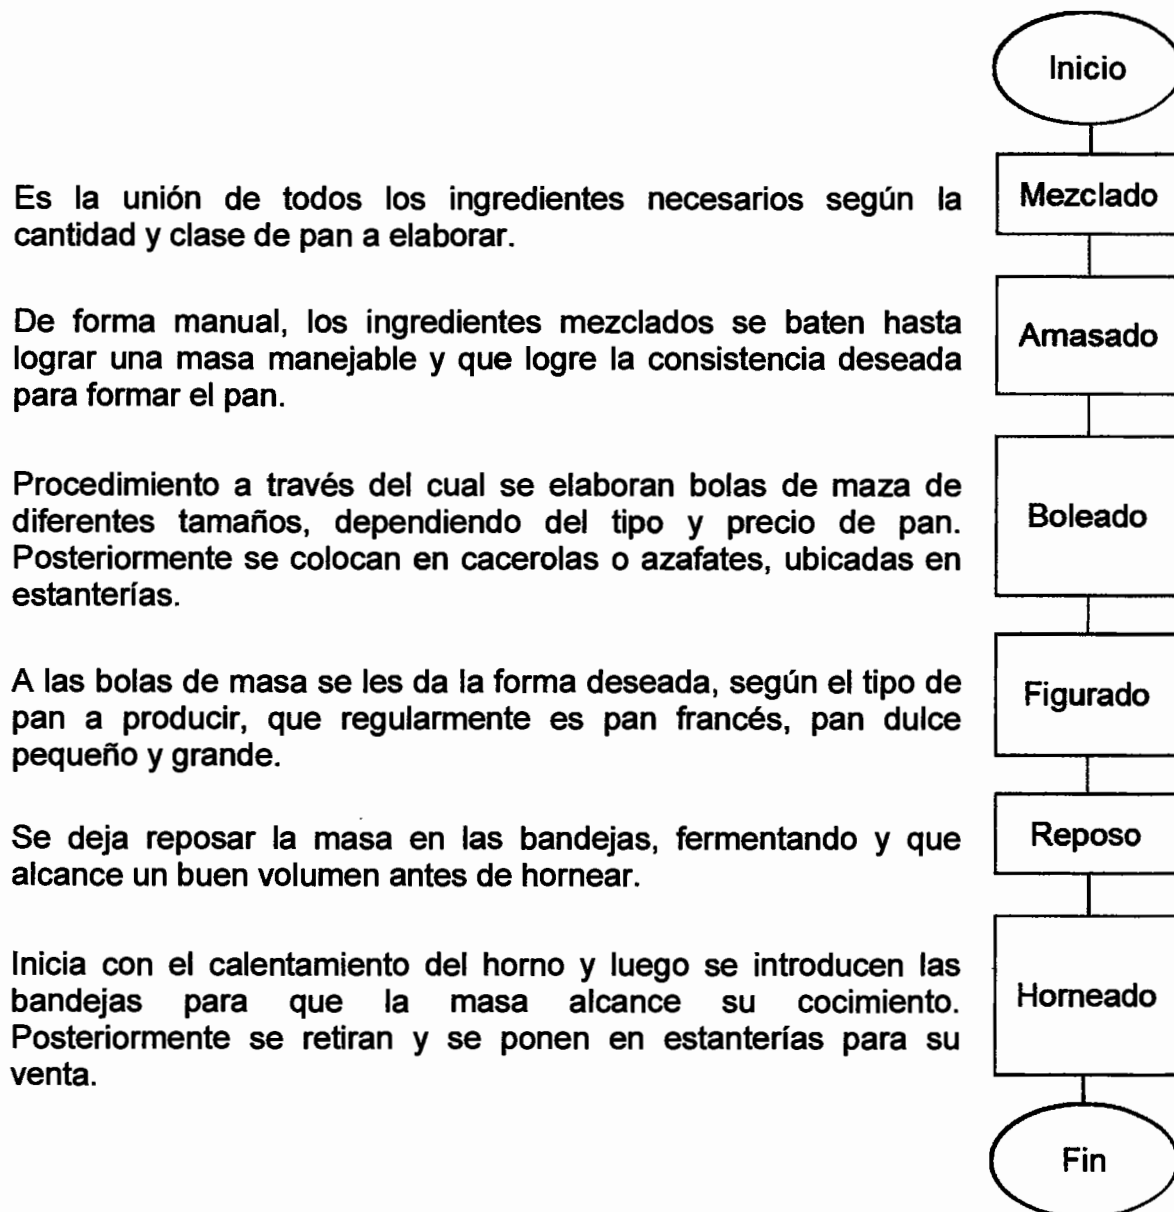 Inicio
Es la unión de todos los ingredientes necesarios según la
cantidad y clase de pan a elaborar.
Mezclado
De forma manual, los ingredientes mezclados se baten hasta
lograr una masa manejable y que logre la consistencia deseada
para formar el pan.
Amasado
Procedimiento a través del cual se elaboran bolas de maza de
diferentes tamaños, dependiendo del tipo y precio de pan.
Posteriormente se colocan en cacerolas o azafates, ubicadas en
estanterías.
Boleado
A las bolas de masa se les da la forma deseada, según el tipo de
pan a producir, que regularmente es pan francés, pan dulce
pequeño y grande.
Figurado
Se deja reposar la masa en las bandejas, fermentando y que
alcance un buen volumen antes de hornear.
Reposo
Inicia con el calentamiento del horno y luego se introducen las
bandejas para que la masa alcance su cocimiento.
Posteriormente se retiran y se ponen en estanterías para su
venta.
Horneado
Fin